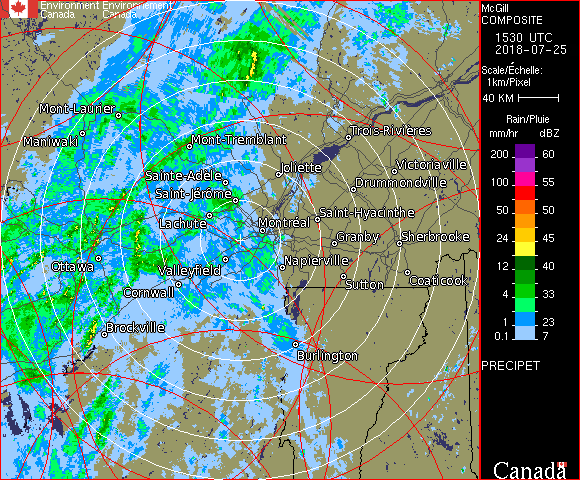 Environment Environnement
Canada Canada
McGill
COMPOSITE
1530 UTC
2018-07-25
Scale/Échelle:
1km/Pixel
40 KM
Rain/Pluie
mm/hr dBZ
200 60
100 55
50 50
24 45
12 40
4 33
1 23
0.1 7
PRECIPET
Canada
Mont-Laurier
Maniwaki
Mont-Tremblant
Trois-Rivières
Sainte-Adèle
Joliette
Victoriaville
Saint-Jérôme
Drummondville
Lachute
Montréal
Saint-Hyacinthe
Granby
Sherbrooke
Ottawa
Valleyfield
Napierville
Cornwall
Sutton
Coaticook
Brockville
Burlington